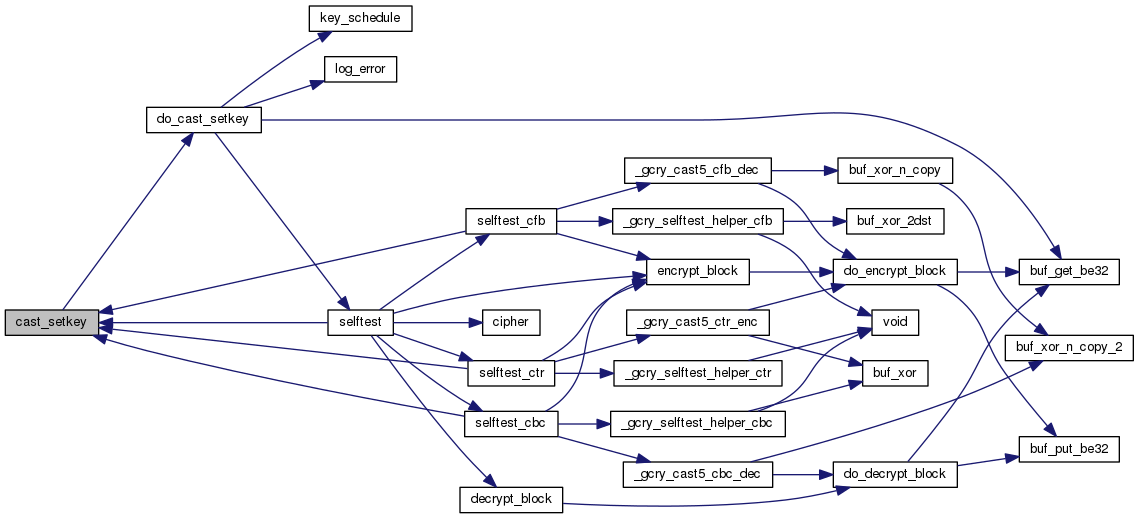 key_schedule
log_error
do_cast_setkey
_gcry_cast5_cfb_dec
buf_xor_n_copy
selftest_cfb
_gcry_selftest_helper_cfb
buf_xor_2dst
encrypt_block
do_encrypt_block
buf_get_be32
cast_setkey
selftest
cipher
_gcry_cast5_ctr_enc
void
buf_xor_n_copy_2
selftest_ctr
_gcry_selftest_helper_ctr
buf_xor
selftest_cbc
_gcry_selftest_helper_cbc
buf_put_be32
_gcry_cast5_cbc_dec
do_decrypt_block
decrypt_block